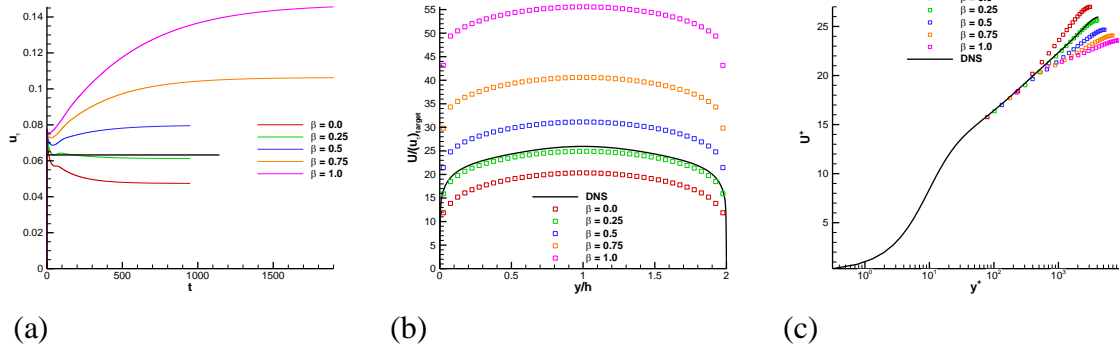 u_τ
0.14
0.12
0.1
0.08
0.06
0.04
0.02
0
0 500 1000 1500
t
β = 0.0
β = 0.25
β = 0.5
β = 0.75
β = 1.0
(a)
U/(u_τ)_target
55
50
45
40
35
30
25
20
15
10
5
0
0 0.5 1 1.5 2
y/h
DNS
β = 0.0
β = 0.25
β = 0.5
β = 0.75
β = 1.0
(b)
U⁺
25
20
15
10
5
10⁰ 10¹ 10² 10³
y⁺
β = 0.25
β = 0.5
β = 0.75
β = 1.0
DNS
(c)